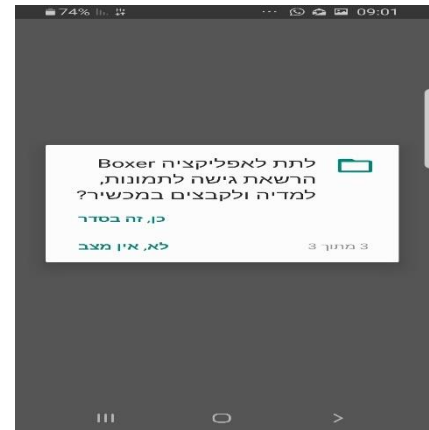 74% 09:01
לתת לאפליקציה Boxer
הרשאת גישה לתמונות,
למדיה ולקבצים במכשיר?
כן, זה בסדר
לא, אין מצב
3 מתוך 3